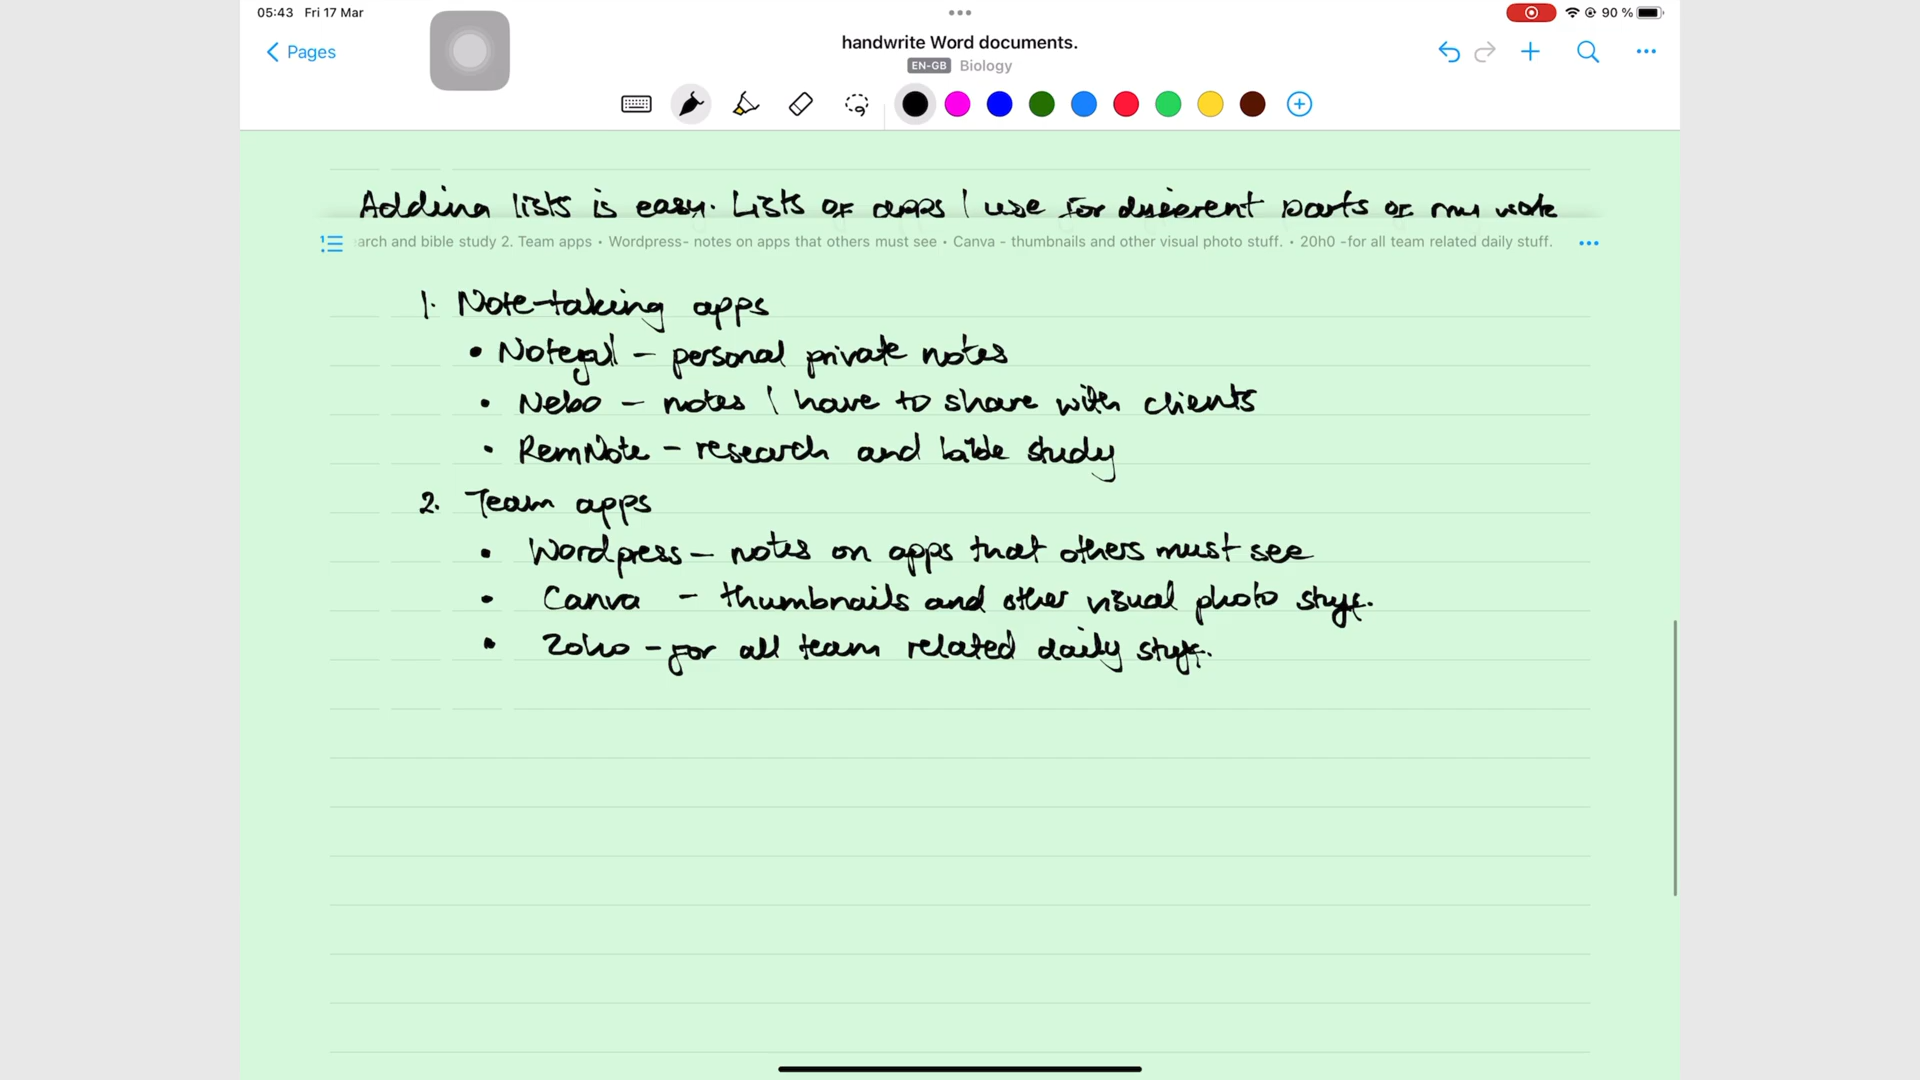 05:43 Fri 17 Mar
90 %
Pages
handwrite Word documents.
EN-GB Biology
Adding lists is easy. Lists of apps I use for different parts of my work
arch and bible study 2. Team apps • Wordpress- notes on apps that others must see • Canva - thumbnails and other visual photo stuff. • 20h0 -for all team related daily stuff.
1. Note-taking apps
• Notegul - personal private notes
• Nebo - notes I have to share with clients
• RemNote - research and bible study
2. Team apps
• Wordpress - notes on apps that others must see
• Canva - thumbnails and other visual photo stuff.
• Zoho - for all team related daily stuff.